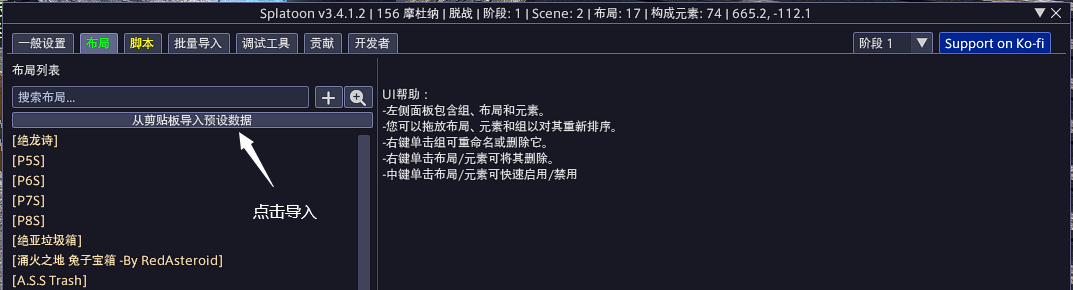 Splatoon v3.4.1.2 | 156 摩杜纳 | 脱战 | 阶段: 1 | Scene: 2 | 布局: 17 | 构成元素: 74 | 665.2, -112.1
一般设置 布局 脚本 批量导入 调试工具 贡献 开发者 阶段 1 Support on Ko-fi
布局列表
搜索布局...
从剪贴板导入预设数据
[绝龙诗]
[P5S]
[P6S]
[P7S]
[P8S]
[绝亚垃圾箱]
[涌火之地 兔子宝箱 -By RedAsteroid]
[A.S.S Trash]
点击导入
UI帮助：
-左侧面板包含组、布局和元素。
-您可以拖放布局、元素和组以对其重新排序。
-右键单击组可重命名或删除它。
-右键单击布局/元素可将其删除。
-中键单击布局/元素可快速启用/禁用